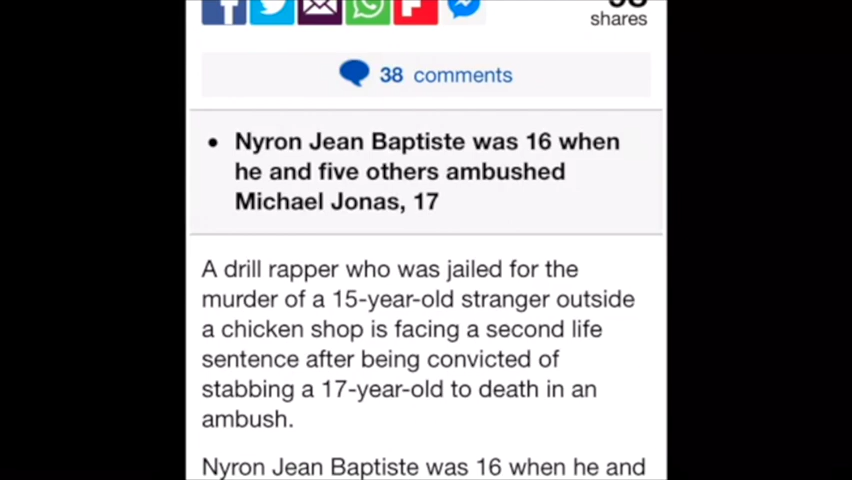 shares
38 comments
• Nyron Jean Baptiste was 16 when
he and five others ambushed
Michael Jonas, 17
A drill rapper who was jailed for the
murder of a 15-year-old stranger outside
a chicken shop is facing a second life
sentence after being convicted of
stabbing a 17-year-old to death in an
ambush.
Nyron Jean Baptiste was 16 when he and